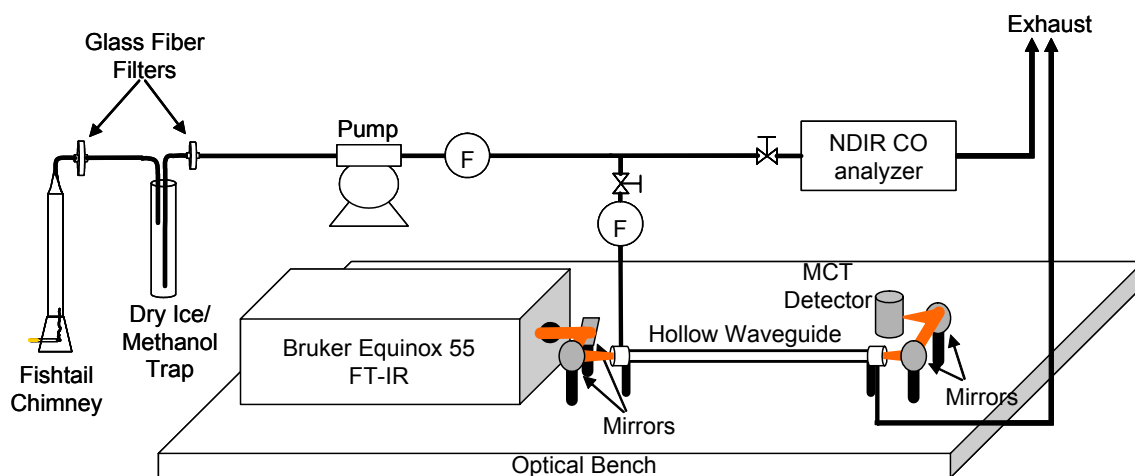 Exhaust
Glass Fiber
Filters
Pump
F
NDIR CO
analyzer
F
MCT
Detector
Hollow Waveguide
Dry Ice/
Methanol
Trap
Bruker Equinox 55
FT-IR
Fishtail
Chimney
Mirrors
Mirrors
Optical Bench